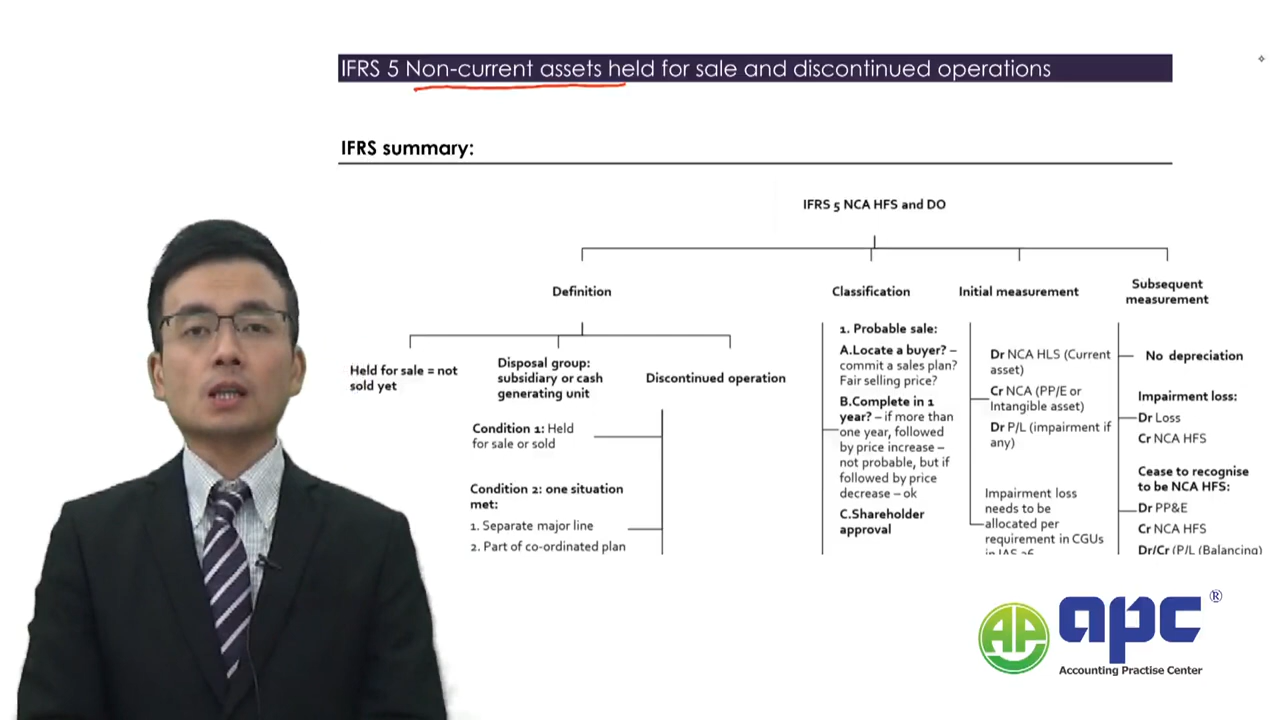 IFRS 5 Non-current assets held for sale and discontinued operations
IFRS summary:
IFRS 5 NCA HFS and DO
Definition
Held for sale = not
sold yet
Disposal group:
subsidiary or cash
generating unit
Discontinued operation
Condition 1: Held
for sale or sold
Condition 2: one situation
met:
1. Separate major line
2. Part of co-ordinated plan
Classification
1. Probable sale:
A.Locate a buyer? –
commit a sales plan?
Fair selling price?
B.Complete in 1
year? – if more than
one year, followed
by price increase –
not probable, but if
followed by price
decrease – ok
C.Shareholder
approval
Initial measurement
Dr NCA HLS (Current
asset)
Cr NCA (PP/E or
Intangible asset)
Dr P/L (impairment if
any)
Impairment loss
needs to be
allocated per
requirement in CGUs
in IAS 36
Subsequent
measurement
No depreciation
Impairment loss:
Dr Loss
Cr NCA HFS
Cease to recognise
to be NCA HFS:
Dr PP&E
Cr NCA HFS
Dr/Cr (P/L (Balancing)
AP
apc ®
Accounting Practise Center